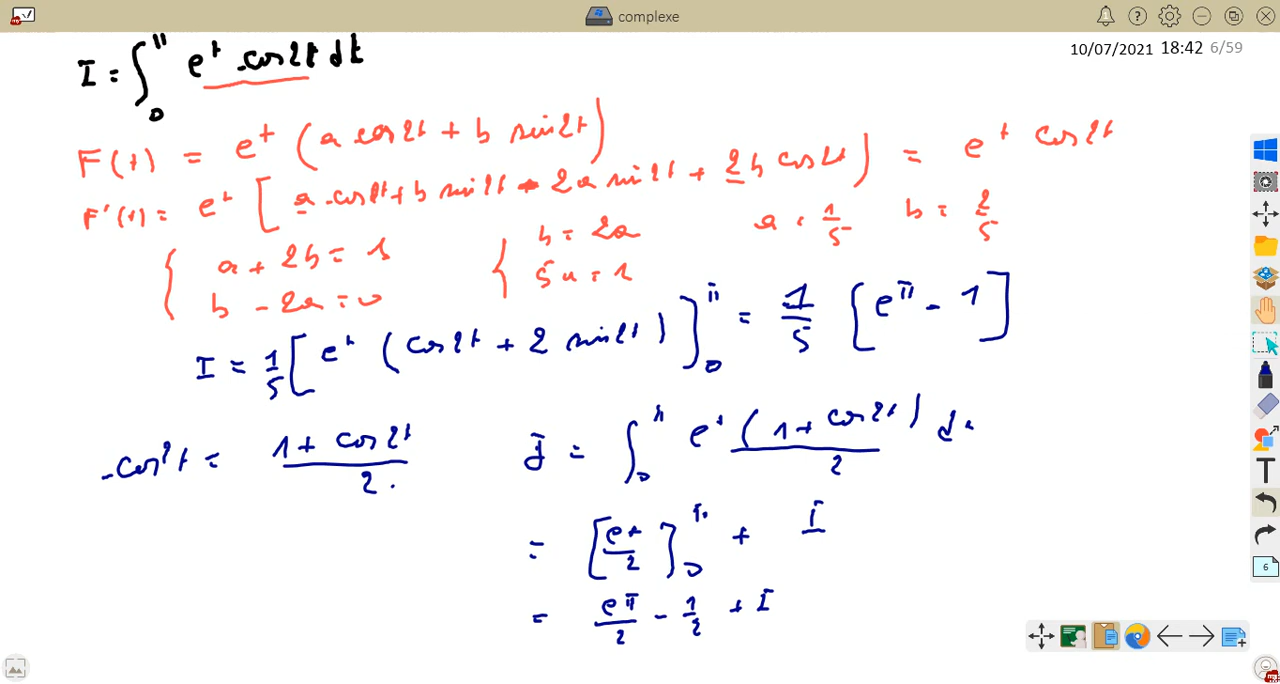 complexe
10/07/2021 18:42 6/59
I = ∫₀^π e^t cos2t dt
F(t) = e^t (a cos2t + b sin2t)
F'(t) = e^t [a cos2t + b sin2t - 2a sin2t + 2b cos2t) = e^t cos2t
{ a + 2b = 1 { b = 2a a = 1/5 b = 2/5
b - 2a = 0 5a = 1
I = 1/5 [e^t (cos2t + 2 sin2t)]₀^π = 1/5 [e^π - 1]
cos²t = (1 + cos2t)/2. J = ∫₀^π e^t (1 + cos2t)/2 dt
= [e^t/2]₀^π + I
= e^π/2 - 1/2 + I
6